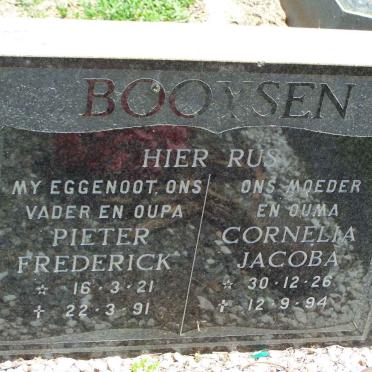 BOOYSEN
HIER RUS
MY EGGENOOT, ONS
VADER EN OUPA
PIETER
FREDERICK
☆ 16·3·21
✝ 22·3·91
ONS MOEDER
EN OUMA
CORNELIA
JACOBA
☆ 30·12·26
✝ 12·9·94